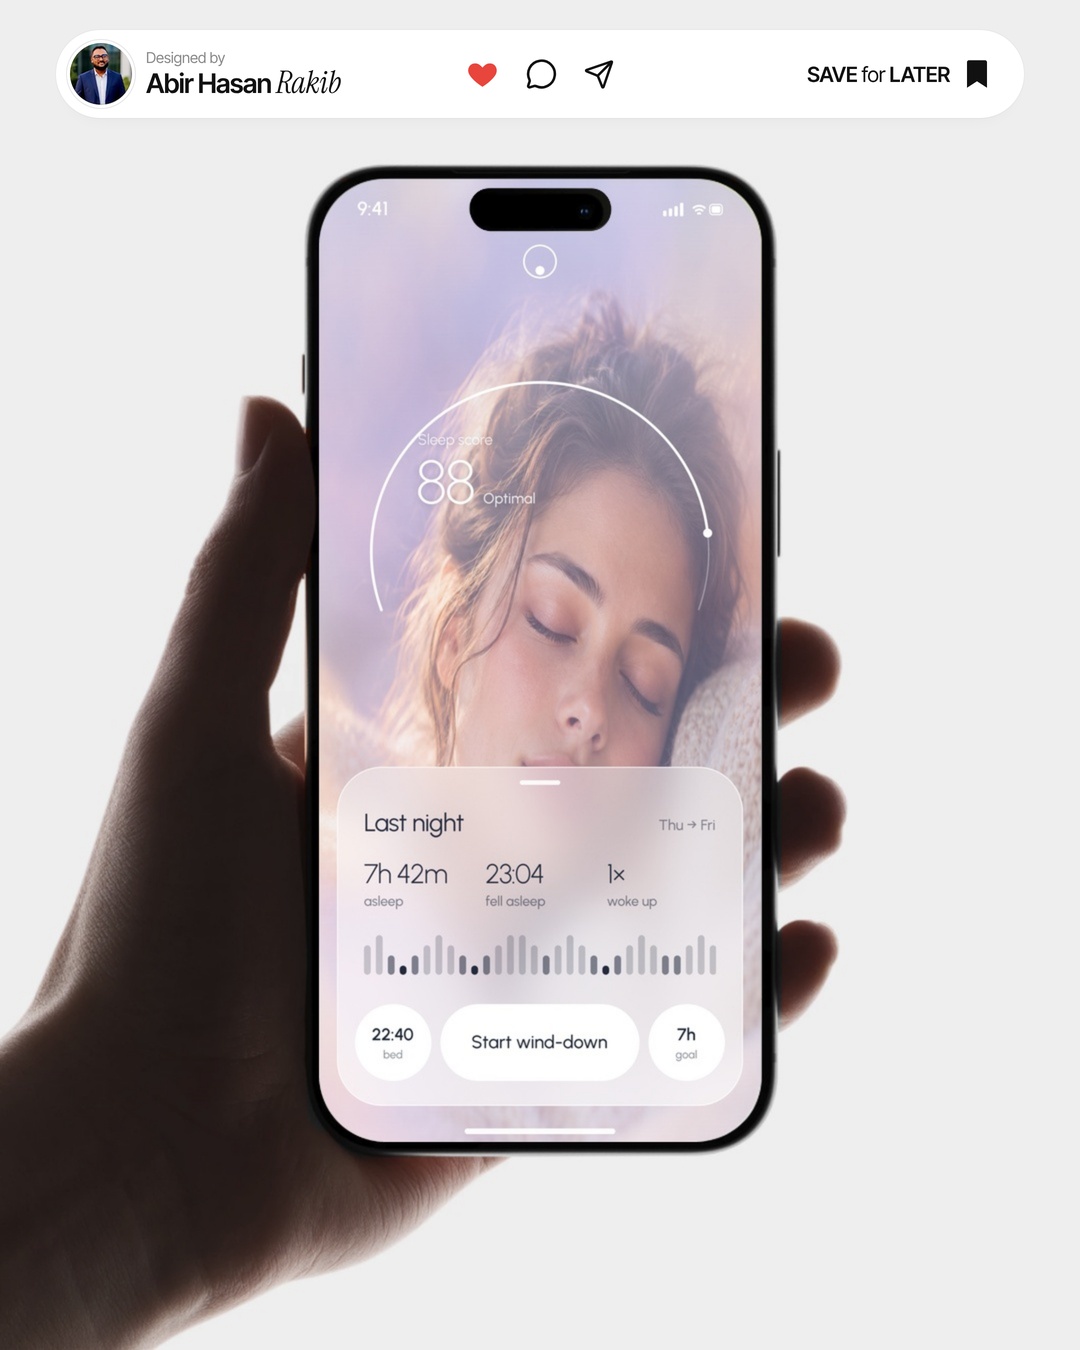 Designed by
Abir Hasan Rakib
SAVE for LATER
9:41
Sleep score
88 Optimal
Last night
Thu → Fri
7h 42m
asleep
23:04
fell asleep
1×
woke up
22:40
bed
Start wind-down
7h
goal